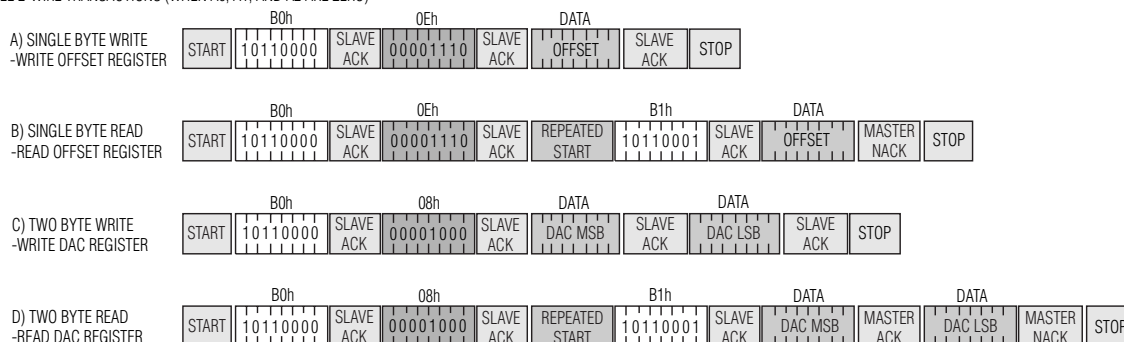 B0h 0Eh DATA
A) SINGLE BYTE WRITE
-WRITE OFFSET REGISTER
START 10110000 SLAVE ACK 00001110 SLAVE ACK OFFSET SLAVE ACK STOP
B0h 0Eh B1h DATA
B) SINGLE BYTE READ
-READ OFFSET REGISTER
START 10110000 SLAVE ACK 00001110 SLAVE ACK REPEATED START 10110001 SLAVE ACK OFFSET MASTER NACK STOP
B0h 08h DATA DATA
C) TWO BYTE WRITE
-WRITE DAC REGISTER
START 10110000 SLAVE ACK 00001000 SLAVE ACK DAC MSB SLAVE ACK DAC LSB SLAVE ACK STOP
B0h 08h B1h DATA DATA
D) TWO BYTE READ
-READ DAC REGISTER
START 10110000 SLAVE ACK 00001000 SLAVE ACK REPEATED START 10110001 SLAVE ACK DAC MSB MASTER ACK DAC LSB MASTER NACK STOP